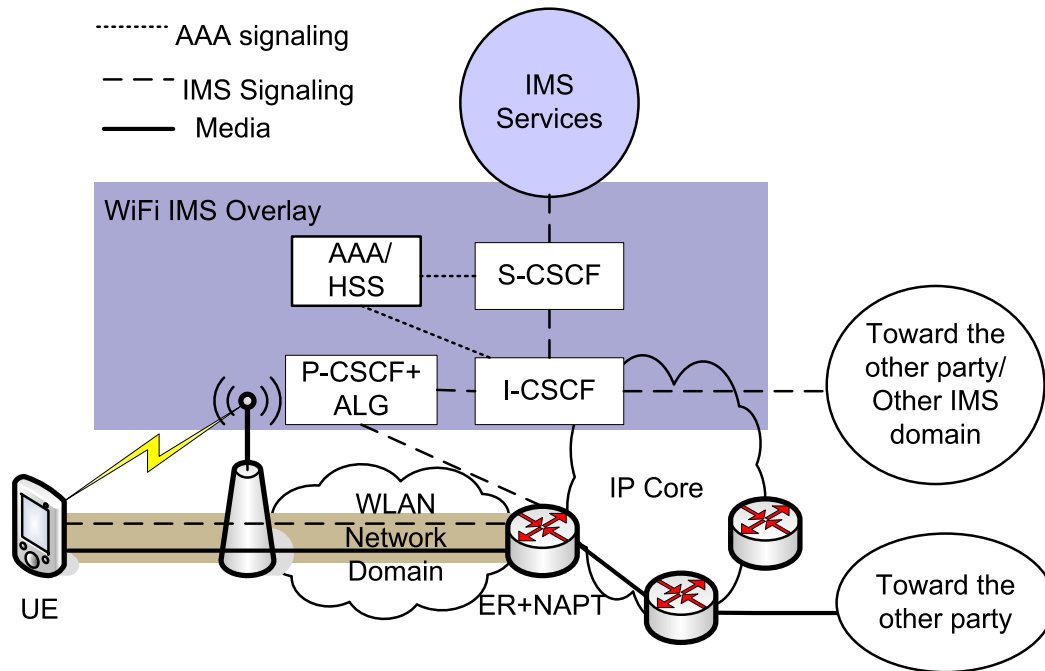 AAA signaling
IMS Signaling
Media
IMS
Services
WiFi IMS Overlay
AAA/
HSS
S-CSCF
P-CSCF+
ALG
I-CSCF
Toward the
other party/
Other IMS
domain
IP Core
WLAN
Network
Domain
UE
ER+NAPT
Toward the
other party